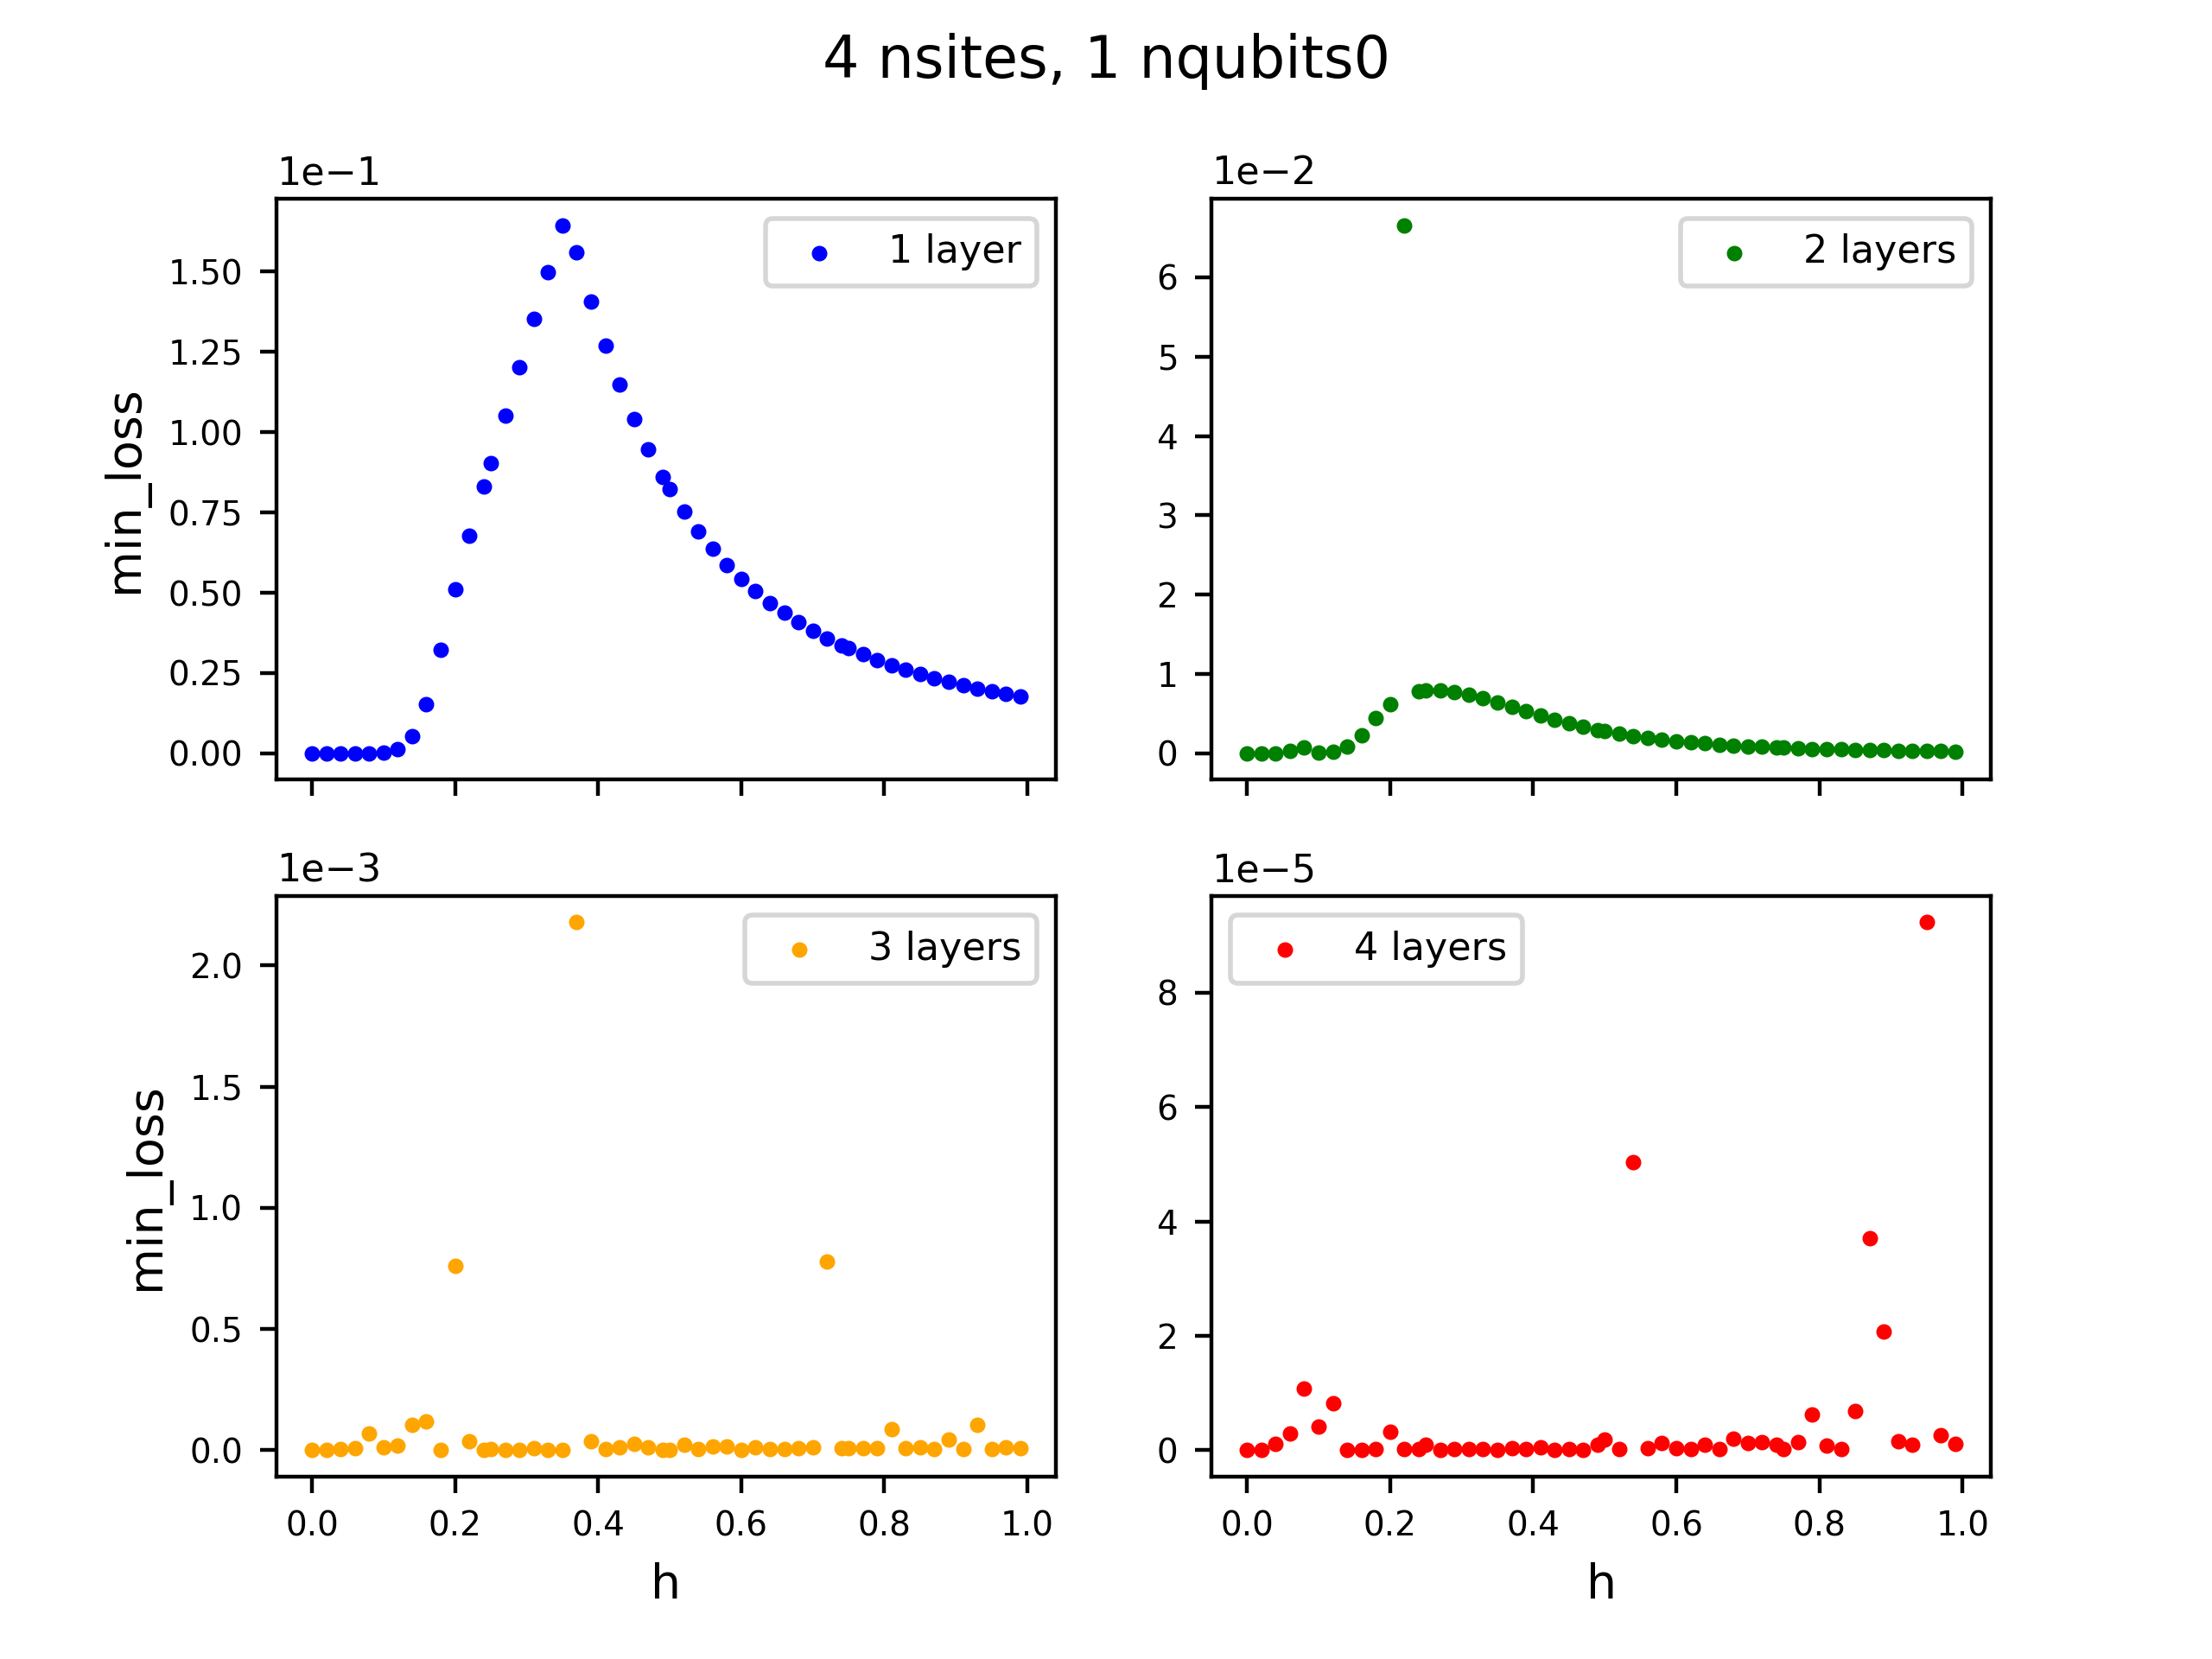 4 nsites, 1 nqubits0
1e−1
1 layer
min_loss
1.50
1.25
1.00
0.75
0.50
0.25
0.00
1e−2
2 layers
6
5
4
3
2
1
0
1e−3
3 layers
min_loss
2.0
1.5
1.0
0.5
0.0
0.0 0.2 0.4 0.6 0.8 1.0
h
1e−5
4 layers
8
6
4
2
0
0.0 0.2 0.4 0.6 0.8 1.0
h